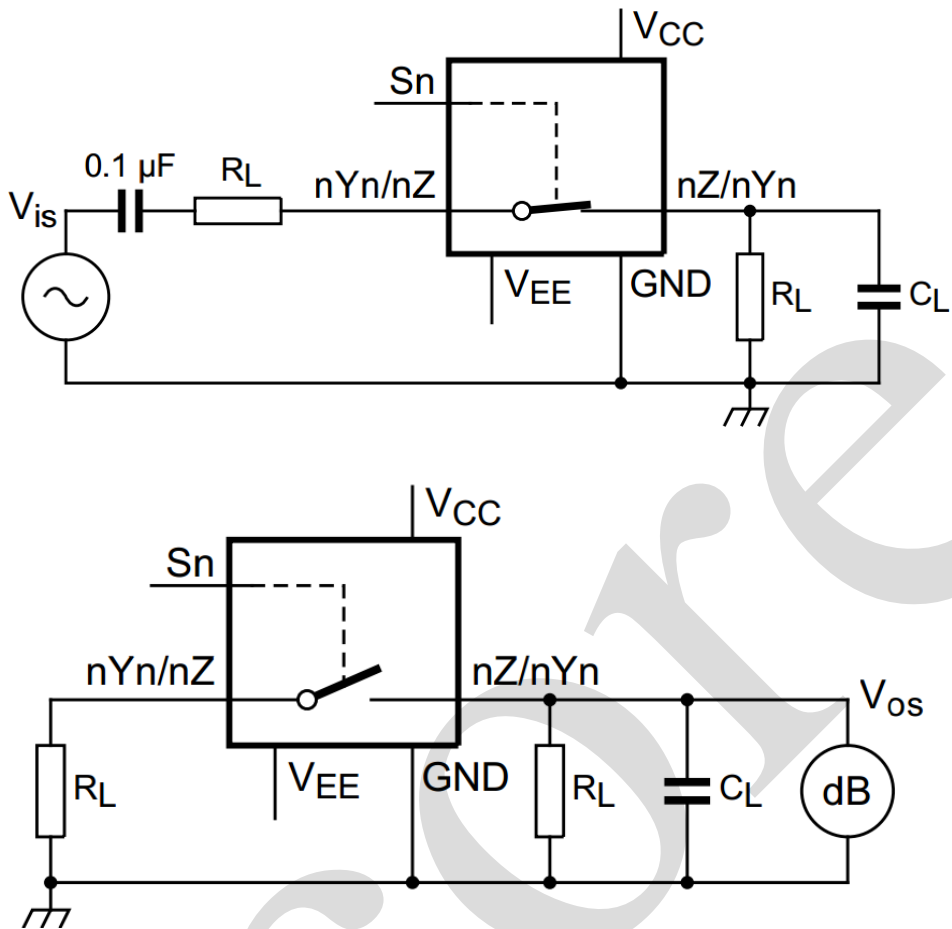 VCC
Sn
0.1 µF
RL
nYn/nZ
nZ/nYn
Vis
VEE
GND
RL
CL
VCC
Sn
nYn/nZ
nZ/nYn
Vos
RL
VEE
GND
RL
CL
dB
ore